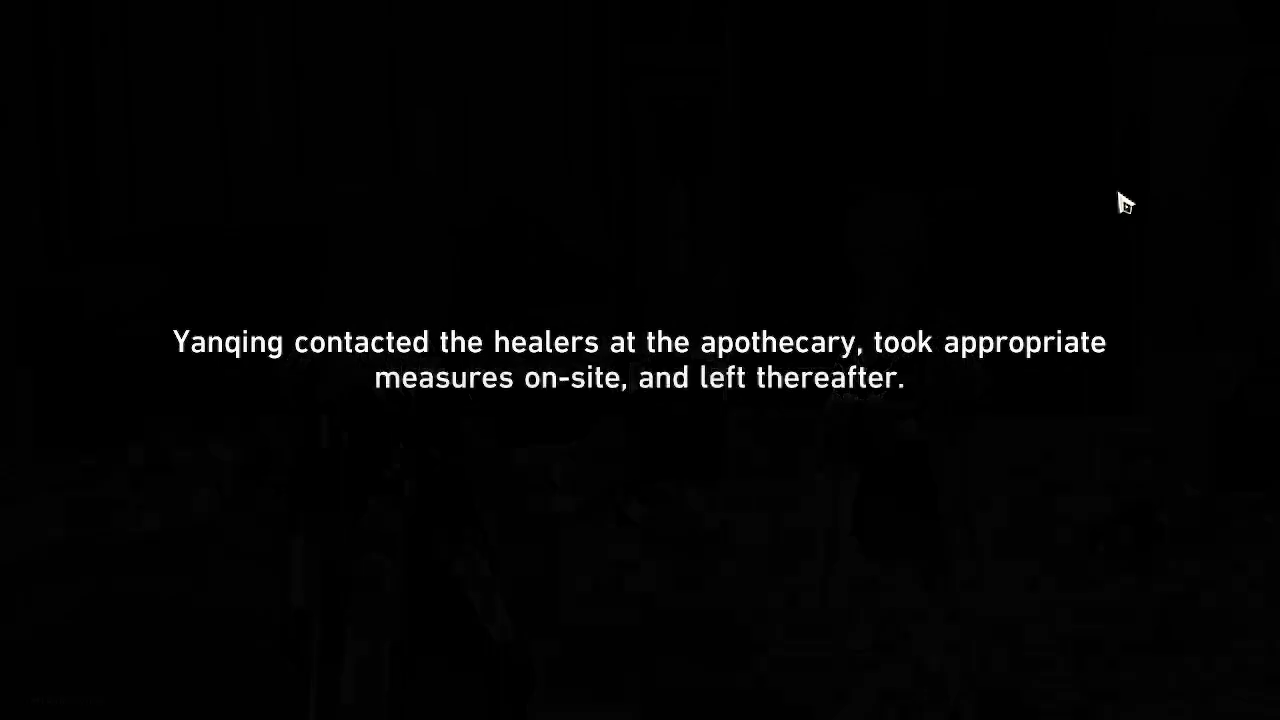 Yanqing contacted the healers at the apothecary, took appropriate
measures on-site, and left thereafter.